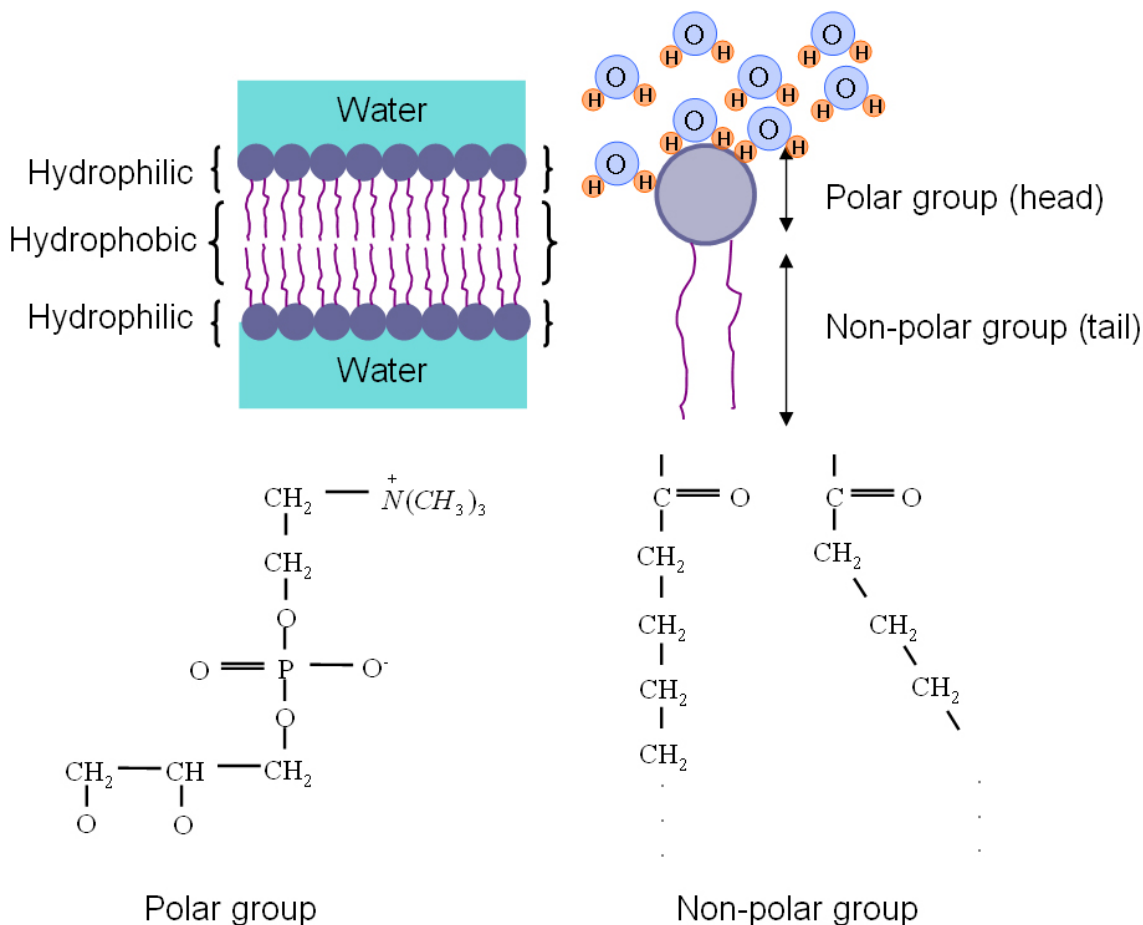 Water
Hydrophilic
Hydrophobic
Hydrophilic
Water
O H H
O H H
O H H
O H H
O H H
O H H
O H H
O H H
Polar group (head)
Non-polar group (tail)
CH₂ — N⁺(CH₃)₃
CH₂
O
O = P — O⁻
O
CH₂ — CH — CH₂
O O
C = O
CH₂
CH₂
CH₂
CH₂
C = O
CH₂
CH₂
CH₂
Polar group
Non-polar group